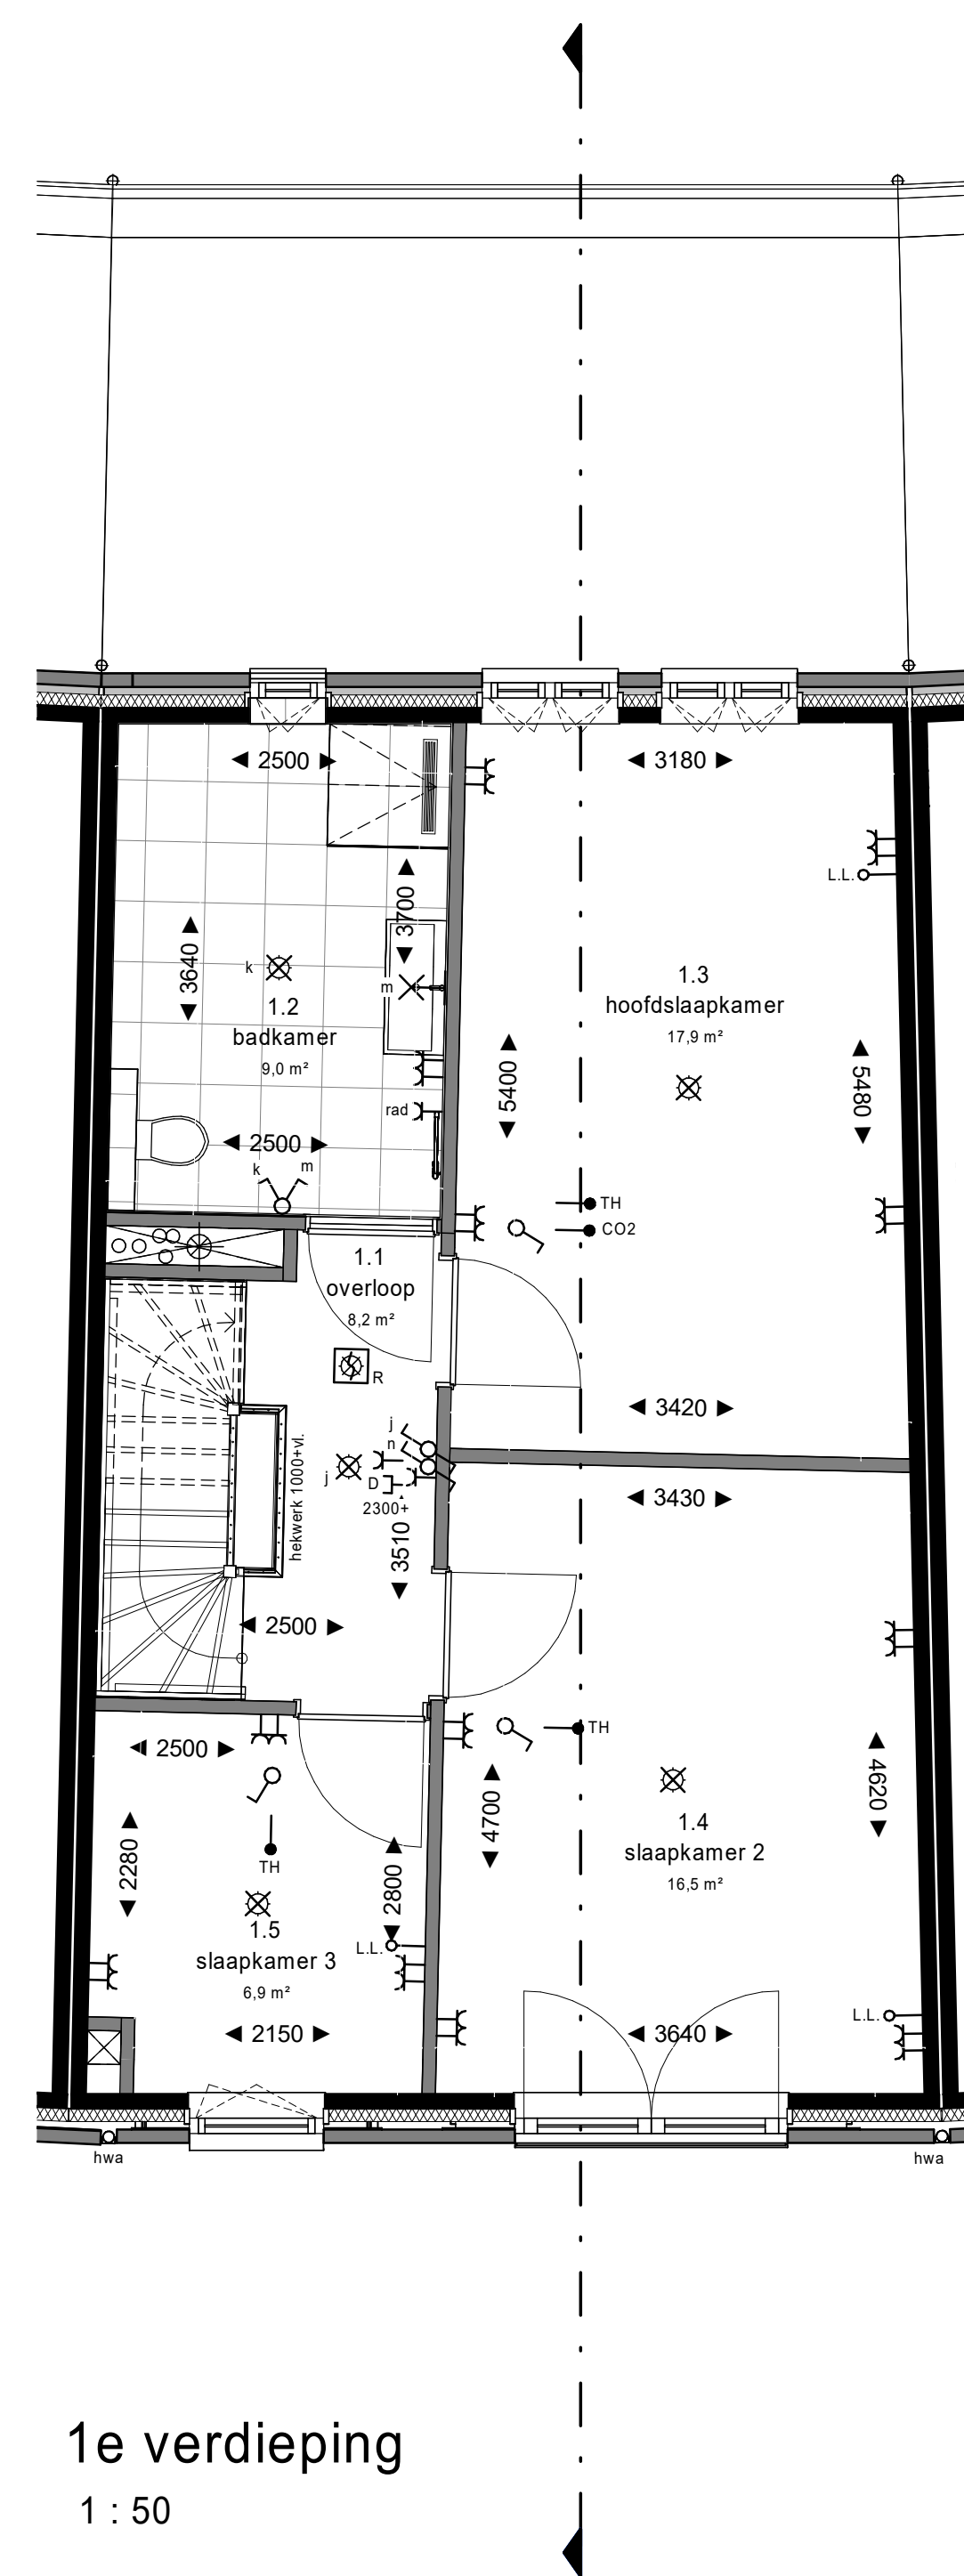 2500
3180
3700
L.L.
3640
k
m
1.2
badkamer
9,0 m²
1.3
hoofdslaapkamer
17,9 m²
5400
5480
rad
2500
k
m
TH
CO2
1.1
overloop
8,2 m²
R
3420
j
n
j
D
2300+
hekwerk 1000+vl.
3430
3510
2500
2500
TH
4700
4620
1.4
slaapkamer 2
16,5 m²
2280
TH
2800
1.5
slaapkamer 3
6,9 m²
L.L.
L.L.
2150
3640
hwa
hwa
1e verdieping
1 : 50